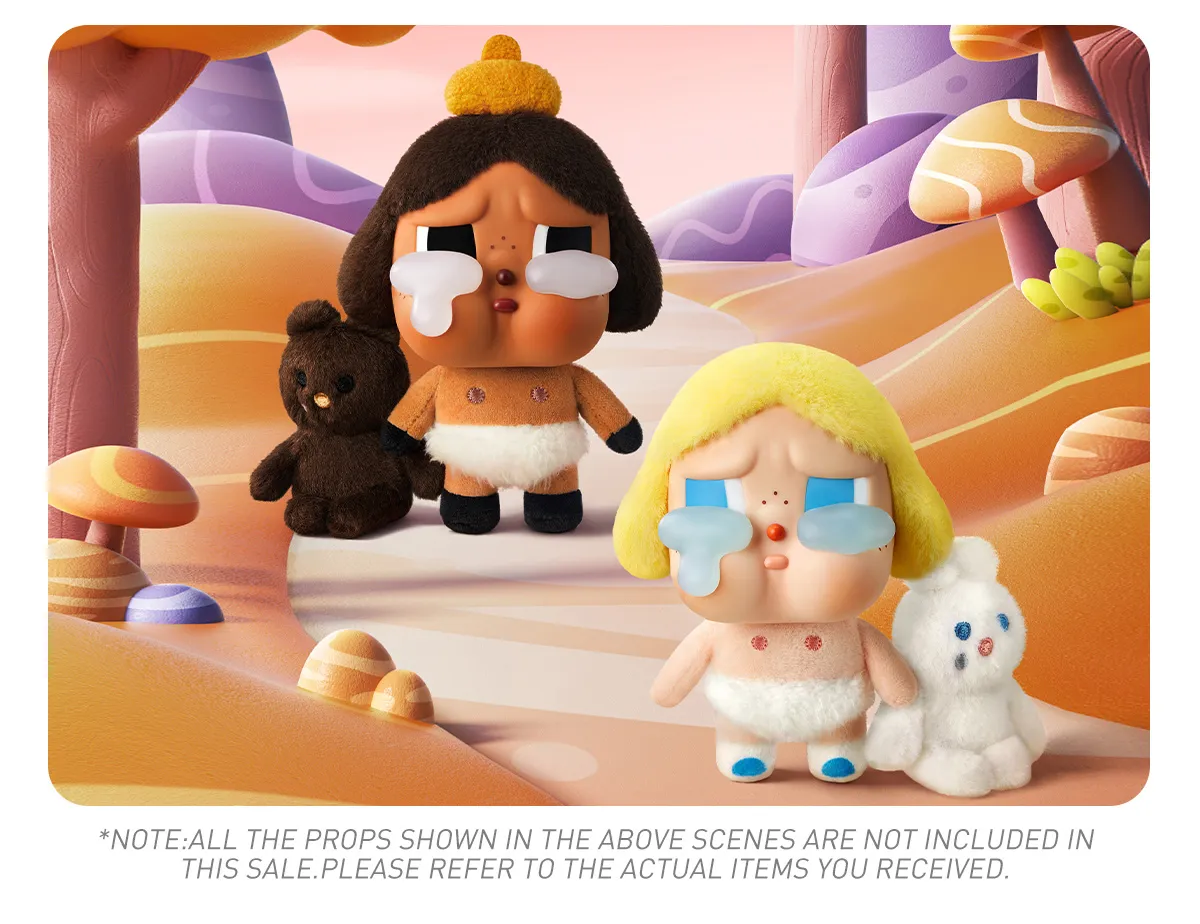 *NOTE:ALL THE PROPS SHOWN IN THE ABOVE SCENES ARE NOT INCLUDED IN
THIS SALE.PLEASE REFER TO THE ACTUAL ITEMS YOU RECEIVED.